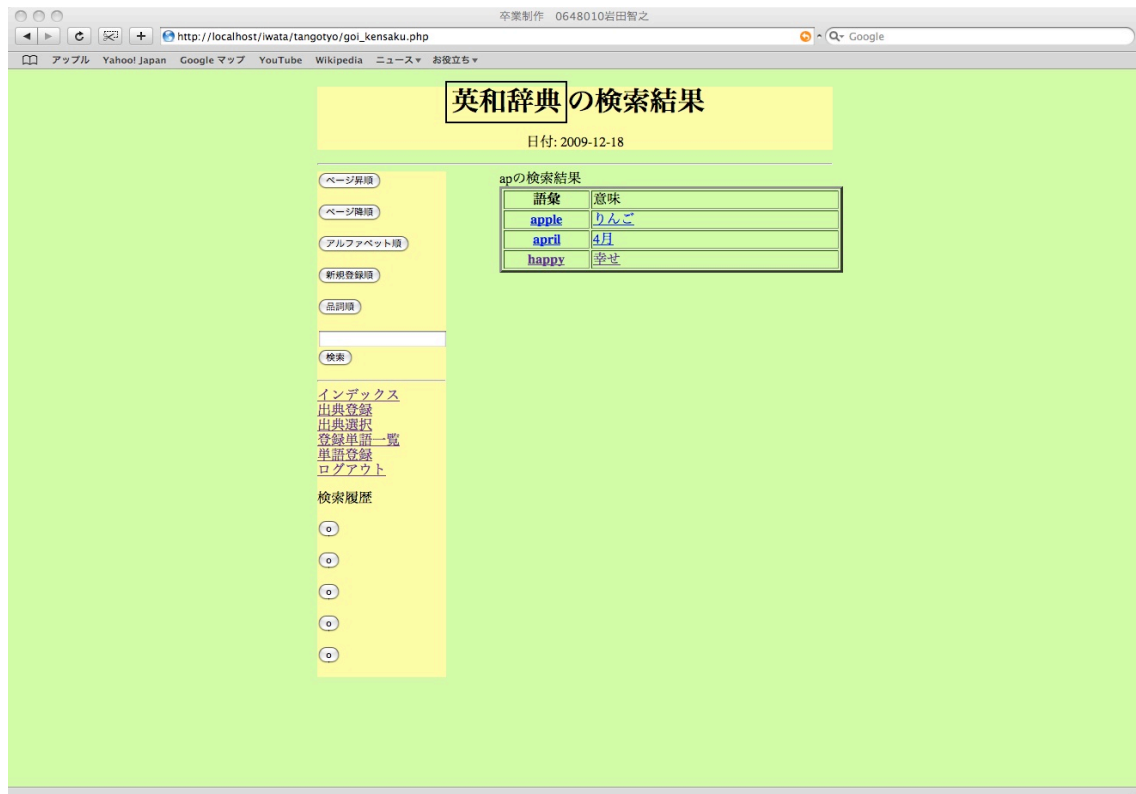 卒業制作 0648010岩田智之
http://localhost/iwata/tangotyo/goi_kensaku.php
Google
アップル Yahoo! Japan Google マップ YouTube Wikipedia ニュース▼ お役立ち▼
英和辞典の検索結果
日付: 2009-12-18
ページ昇順
ページ降順
アルファベット順
新規登録順
品詞順
検索
インデックス
出典登録
出典選択
登録単語一覧
単語登録
ログアウト
検索履歴
o
o
o
o
o
apの検索結果
語彙 意味
apple りんご
april 4月
happy 幸せ